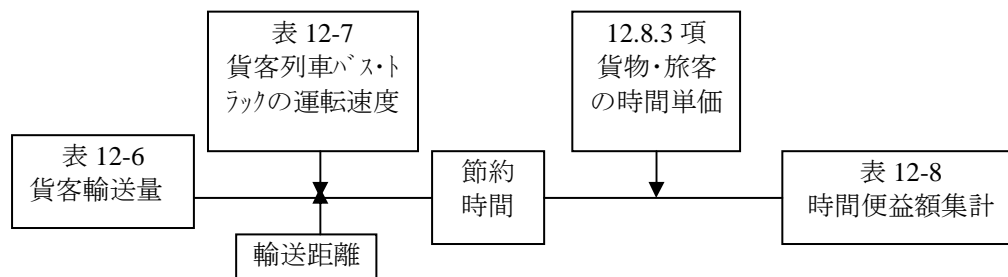 表 12-7
貨客列車ﾊﾞｽ・ﾄ
ﾗｯｸの運転速度
12.8.3 項
貨物・旅客
の時間単価
表 12-6
貨客輸送量
節約
時間
表 12-8
時間便益額集計
輸送距離